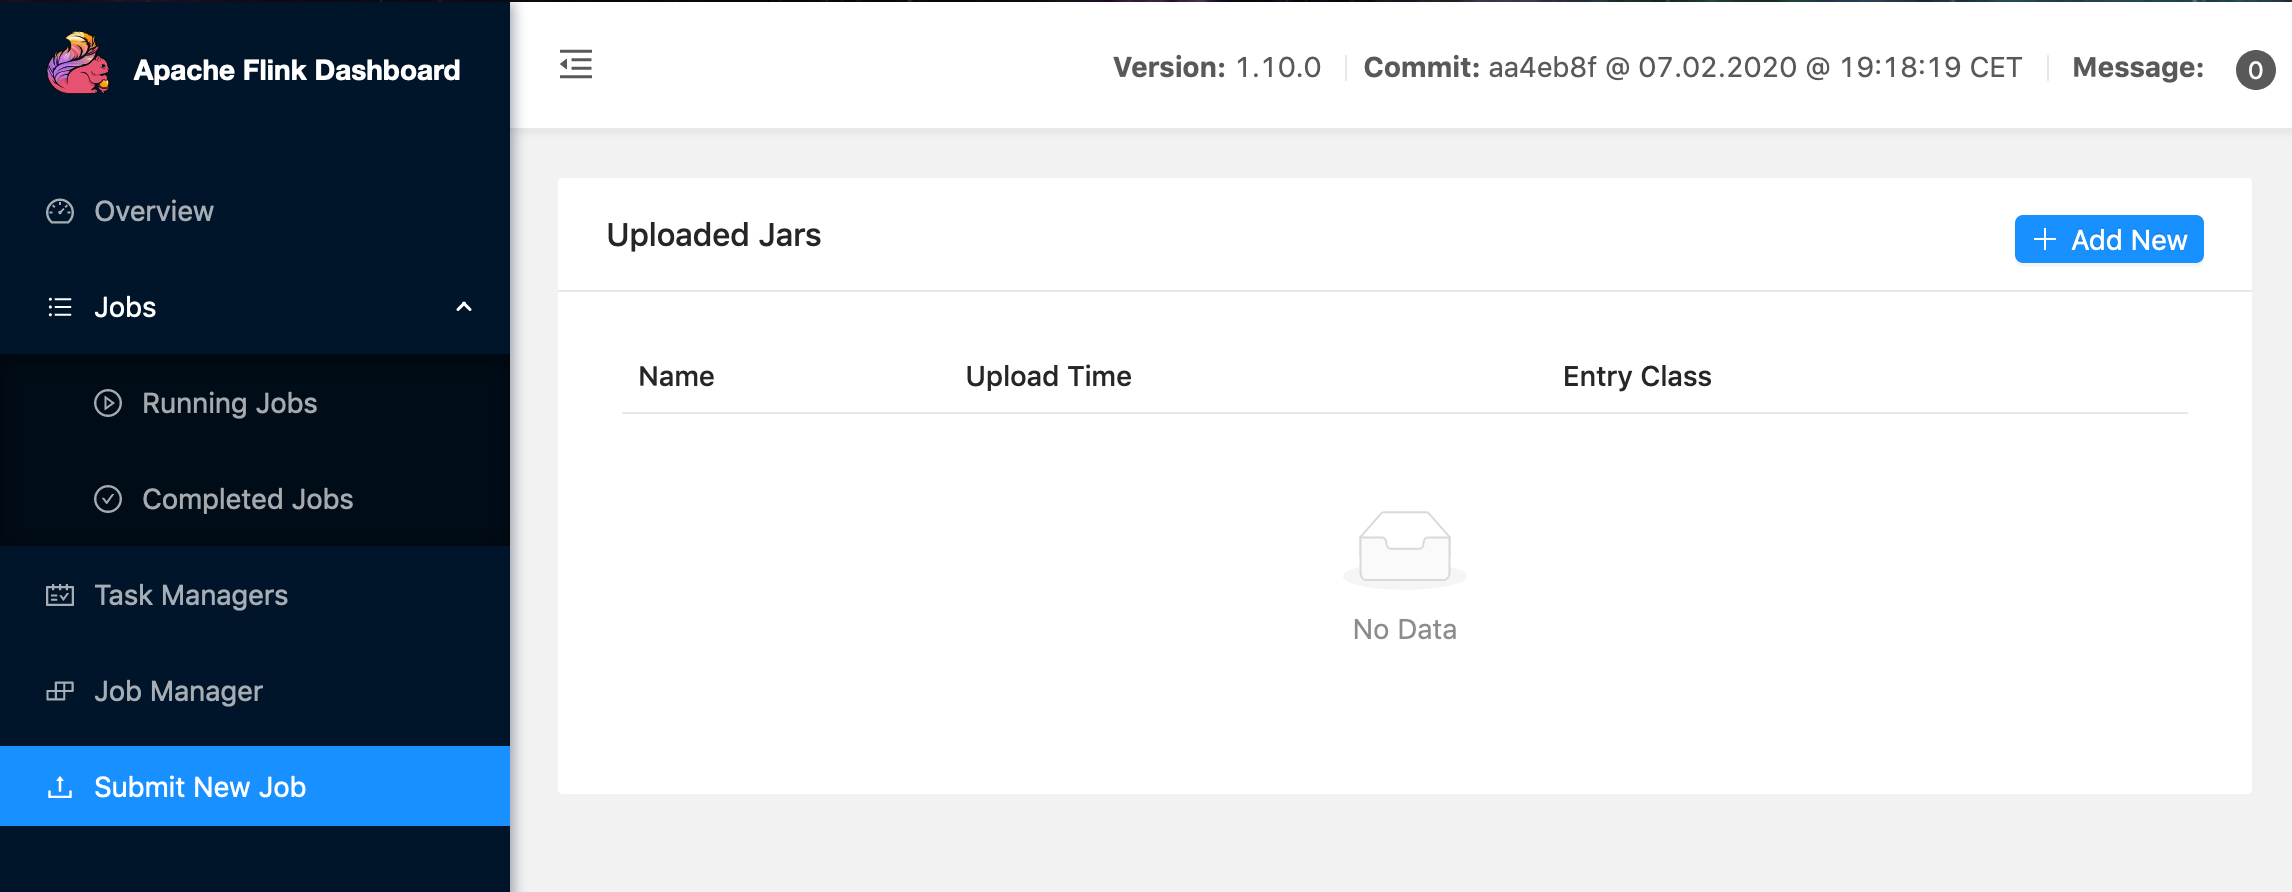 Apache Flink Dashboard
Version: 1.10.0 Commit: aa4eb8f @ 07.02.2020 @ 19:18:19 CET Message: 0
Overview
Jobs
Running Jobs
Completed Jobs
Task Managers
Job Manager
Submit New Job
Uploaded Jars
Add New
Name Upload Time Entry Class
No Data